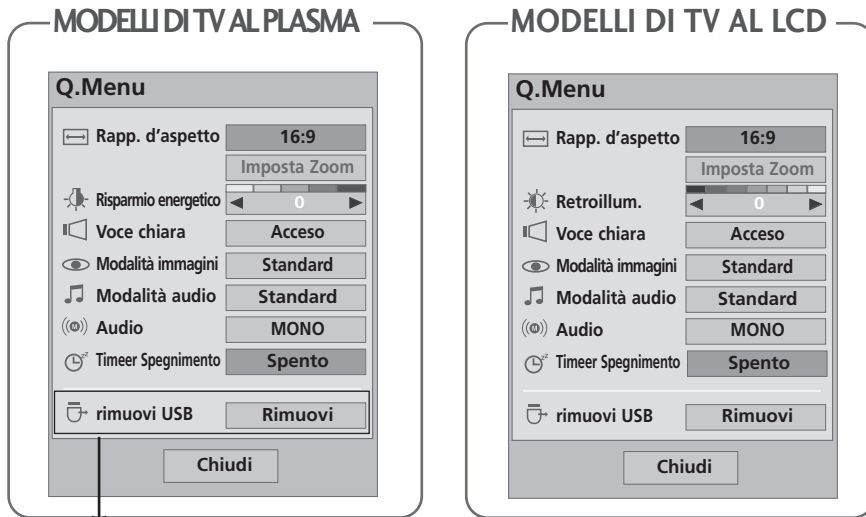 MODELLI DI TV AL PLASMA
Q.Menu
Rapp. d'aspetto 16:9
Imposta Zoom
Risparmio energetico 0
Voce chiara Acceso
Modalità immagini Standard
Modalità audio Standard
Audio MONO
Timeer Spegnimento Spento
rimuovi USB Rimuovi
Chiudi
MODELLI DI TV AL LCD
Q.Menu
Rapp. d'aspetto 16:9
Imposta Zoom
Retroillum. 0
Voce chiara Acceso
Modalità immagini Standard
Modalità audio Standard
Audio MONO
Timeer Spegnimento Spento
rimuovi USB Rimuovi
Chiudi